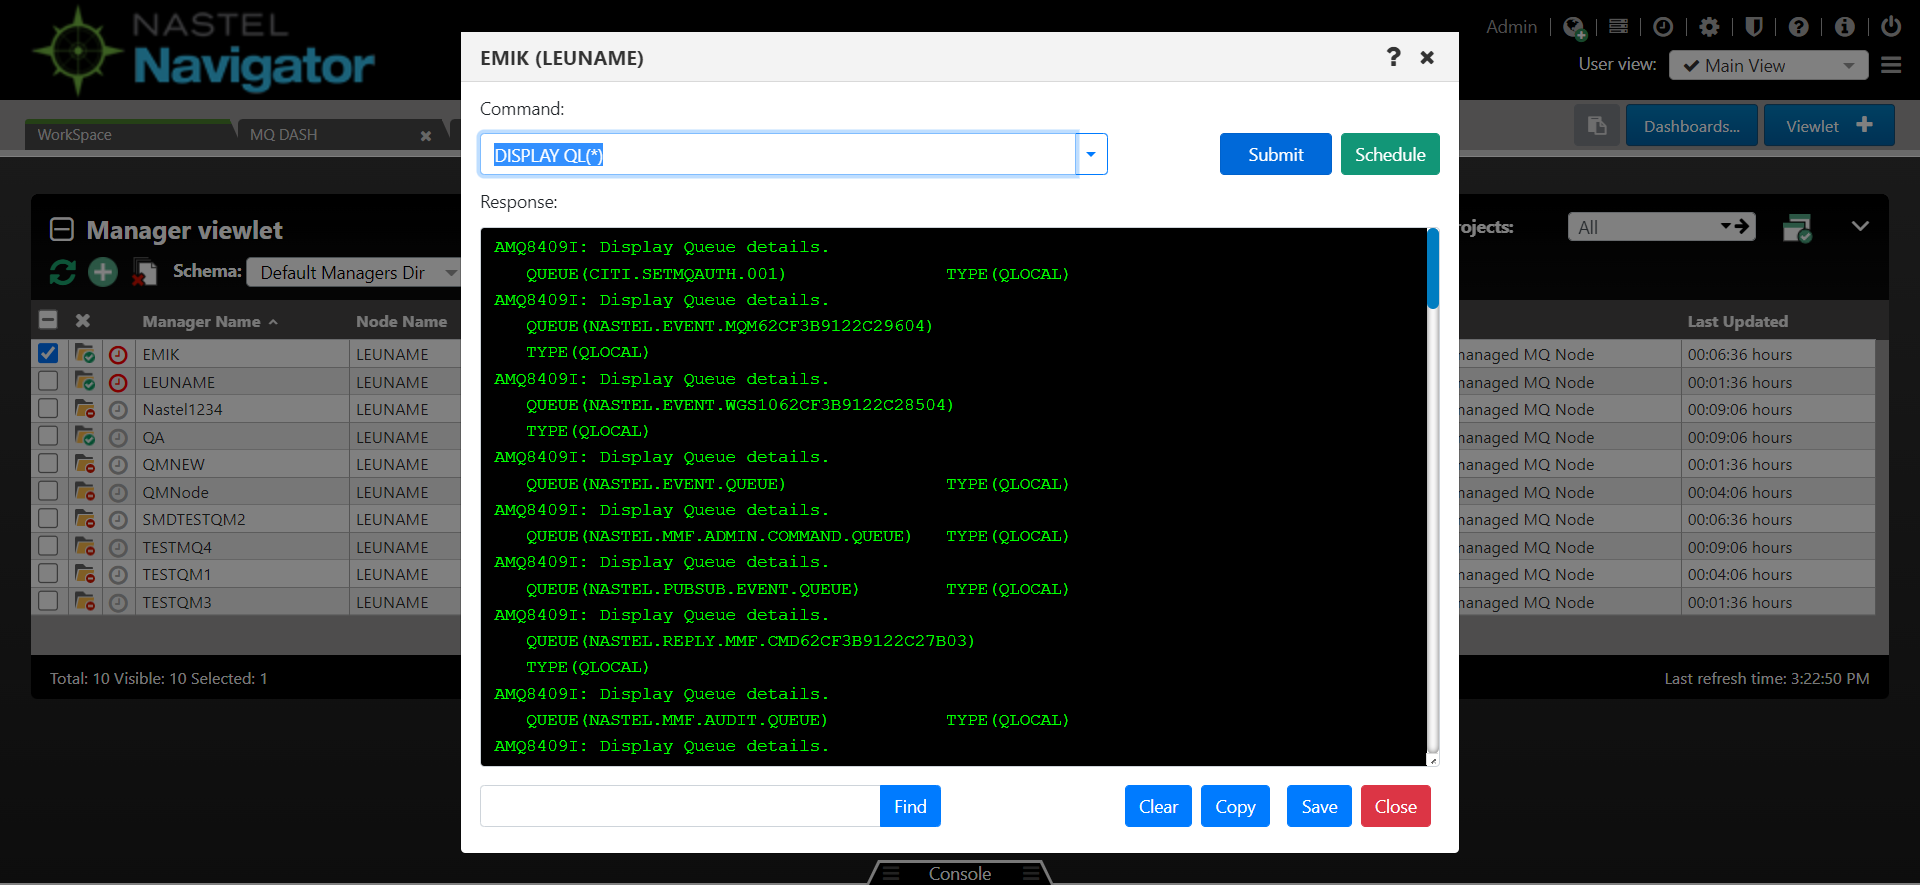 NASTEL
Navigator
Admin
User view:
Main View
WorkSpace
MQ DASH
Dashboards...
Viewlet
Manager viewlet
Schema:
Default Managers Dir
All
Manager Name
Node Name
Last Updated
EMIK LEUNAME managed MQ Node 00:06:36 hours
LEUNAME LEUNAME managed MQ Node 00:01:36 hours
Nastel1234 LEUNAME managed MQ Node 00:09:06 hours
QA LEUNAME managed MQ Node 00:09:06 hours
QMNEW LEUNAME managed MQ Node 00:01:36 hours
QMNode LEUNAME managed MQ Node 00:04:06 hours
SMDTESTQM2 LEUNAME managed MQ Node 00:06:36 hours
TESTMQ4 LEUNAME managed MQ Node 00:09:06 hours
TESTQM1 LEUNAME managed MQ Node 00:04:06 hours
TESTQM3 LEUNAME managed MQ Node 00:01:36 hours
Total: 10 Visible: 10 Selected: 1
Last refresh time: 3:22:50 PM
EMIK (LEUNAME)
Command:
DISPLAY QL(*)
Submit
Schedule
Response:
AMQ8409I: Display Queue details.
QUEUE(CITI.SETMQAUTH.001) TYPE(QLOCAL)
AMQ8409I: Display Queue details.
QUEUE(NASTEL.EVENT.MQM62CF3B9122C29604)
TYPE(QLOCAL)
AMQ8409I: Display Queue details.
QUEUE(NASTEL.EVENT.WGS1062CF3B9122C28504)
TYPE(QLOCAL)
AMQ8409I: Display Queue details.
QUEUE(NASTEL.EVENT.QUEUE) TYPE(QLOCAL)
AMQ8409I: Display Queue details.
QUEUE(NASTEL.MMF.ADMIN.COMMAND.QUEUE) TYPE(QLOCAL)
AMQ8409I: Display Queue details.
QUEUE(NASTEL.PUBSUB.EVENT.QUEUE) TYPE(QLOCAL)
AMQ8409I: Display Queue details.
QUEUE(NASTEL.REPLY.MMF.CMD62CF3B9122C27B03)
TYPE(QLOCAL)
AMQ8409I: Display Queue details.
QUEUE(NASTEL.MMF.AUDIT.QUEUE) TYPE(QLOCAL)
AMQ8409I: Display Queue details.
Find
Clear
Copy
Save
Close
Console